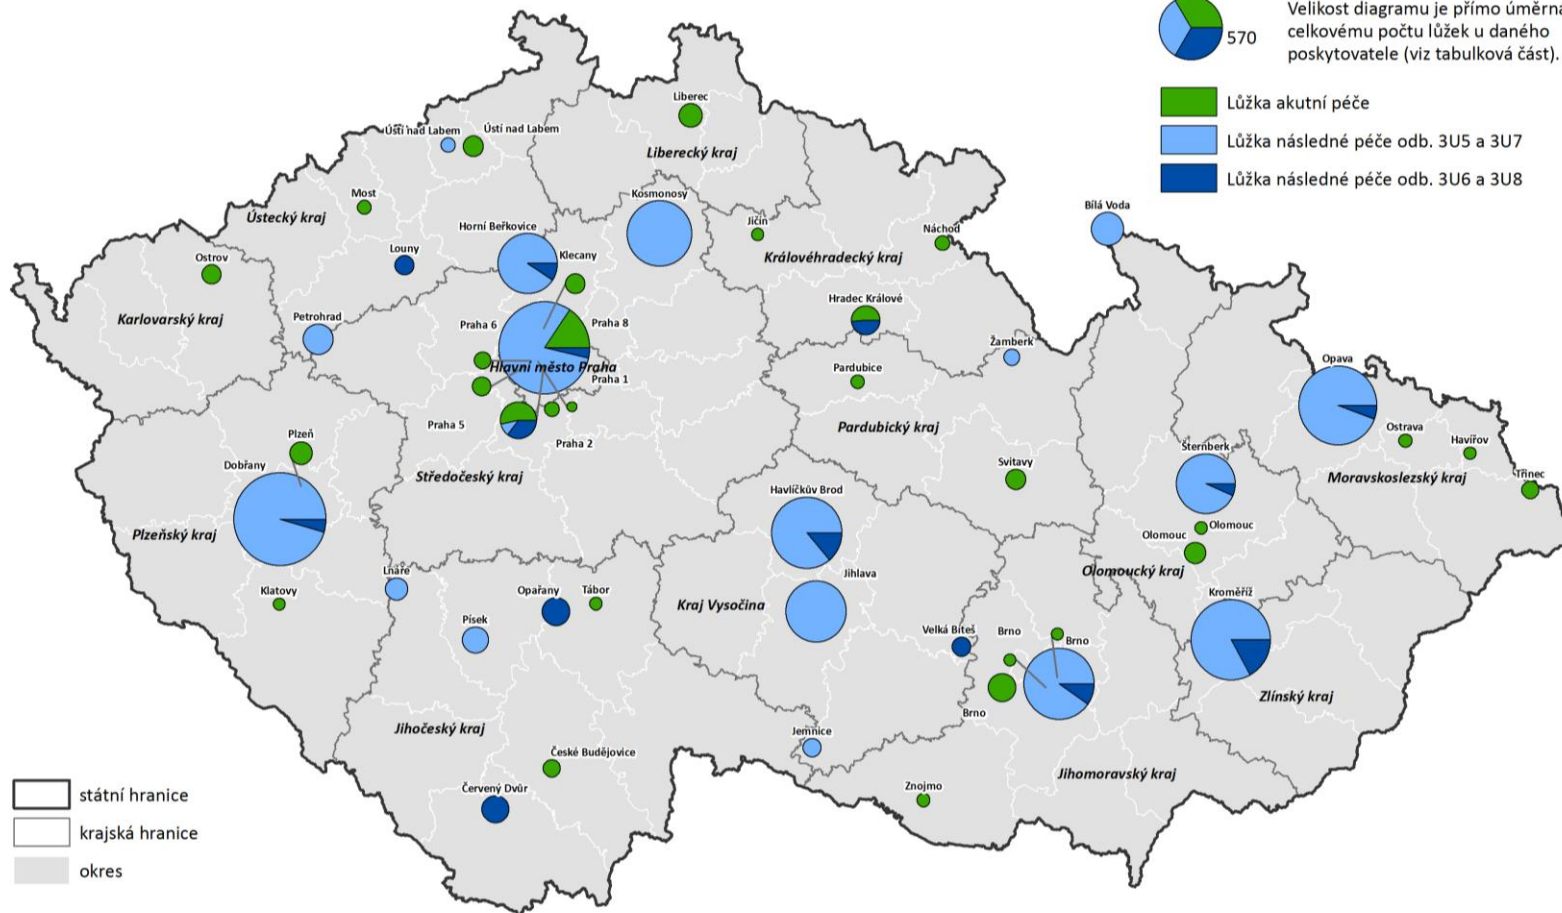 Velikost diagramu je přímo úměrná
celkovému počtu lůžek u daného
poskytovatele (viz tabulková část).
570
Lůžka akutní péče
Lůžka následné péče odb. 3U5 a 3U7
Lůžka následné péče odb. 3U6 a 3U8
Liberec
Ústí nad Labem
Ústí nad Labem
Liberecký kraj
Most
Kosmonosy
Bílá Voda
Ústecký kraj
Horní Beřkovice
Jičín
Náchod
Louny
Klecany
Královéhradecký kraj
Ostrov
Hradec Králové
Karlovarský kraj
Petrohrad
Praha 6
Praha 8
Žamberk
Hlavní město Praha
Pardubice
Opava
Praha 1
Praha 5
Praha 2
Pardubický kraj
Ostrava
Havířov
Plzeň
Šternberk
Dobřany
Středočeský kraj
Svitavy
Moravskoslezský kraj
Třinec
Havlíčkův Brod
Olomouc
Olomouc
Plzeňský kraj
Lnáře
Jihlava
Olomoucký kraj
Klatovy
Opařany
Tábor
Kraj Vysočina
Kroměříž
Písek
Velká Bíteš
Brno
Brno
Zlínský kraj
Brno
Jihočeský kraj
Jemnice
České Budějovice
Jihomoravský kraj
Červený Dvůr
Znojmo
státní hranice
krajská hranice
okres